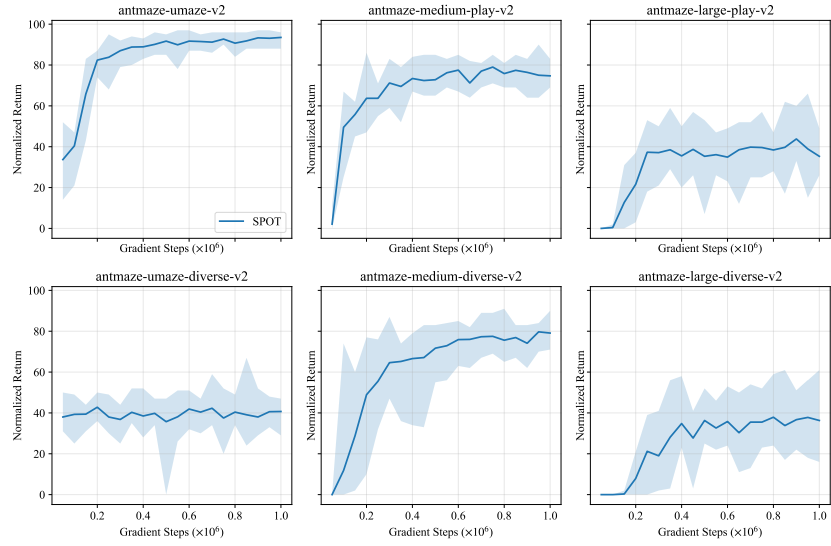 antmaze-umaze-v2
antmaze-medium-play-v2
antmaze-large-play-v2
100
80
60
40
20
0
Normalized Return
Normalized Return
Normalized Return
SPOT
Gradient Steps (×10⁶)
Gradient Steps (×10⁶)
Gradient Steps (×10⁶)
antmaze-umaze-diverse-v2
antmaze-medium-diverse-v2
antmaze-large-diverse-v2
100
80
60
40
20
0
Normalized Return
Normalized Return
Normalized Return
0.2 0.4 0.6 0.8 1.0
0.2 0.4 0.6 0.8 1.0
0.2 0.4 0.6 0.8 1.0
Gradient Steps (×10⁶)
Gradient Steps (×10⁶)
Gradient Steps (×10⁶)